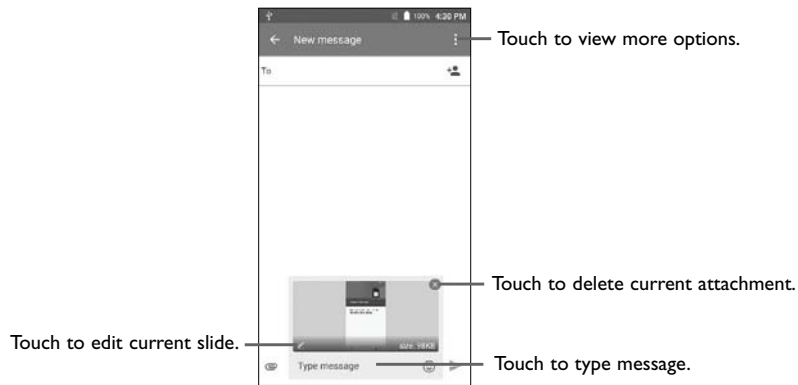 100% 4:30 PM
New message
Touch to view more options.
To
Touch to delete current attachment.
size: 98KB
Touch to edit current slide.
Type message
Touch to type message.